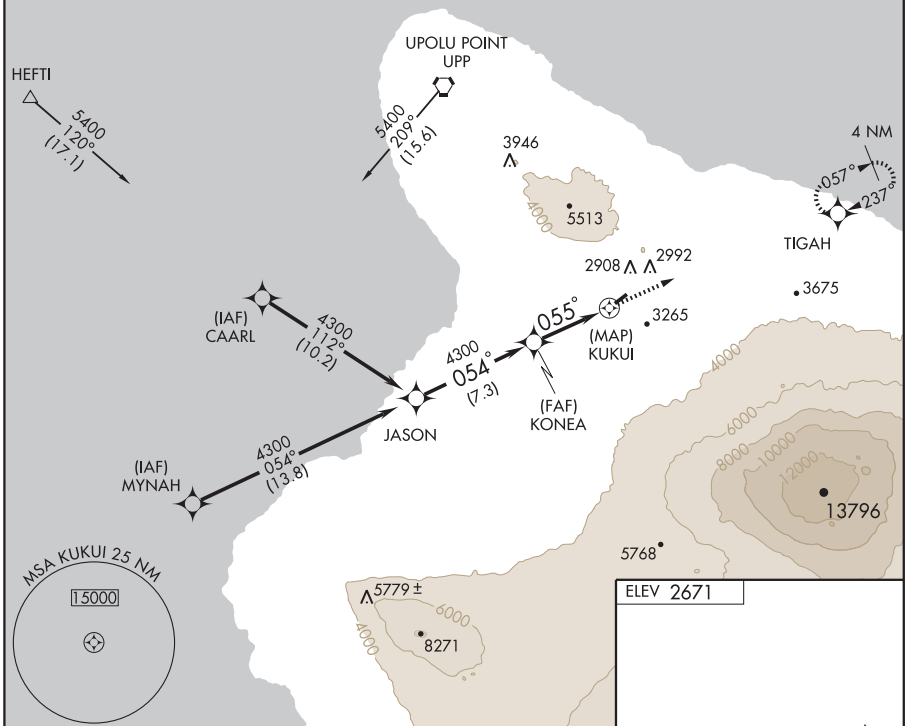 UPOLU POINT
UPP
HEFTI
5400
120°
(17.1)
5400
209°
(15.6)
3946
4 NM
057°
237°
4000
5513
TIGAH
2908
2992
3675
(IAF)
CAARL
4300
112°
(10.2)
055°
3265
(MAP)
KUKUI
4300
054°
(7.3)
4000
(FAF)
KONEA
JASON
6000
8000
10000
12000
(IAF)
MYNAH
4300
054°
(13.8)
13796
5768
MSA KUKUI 25 NM
15000
5779 ±
6000
4000
8271
ELEV 2671